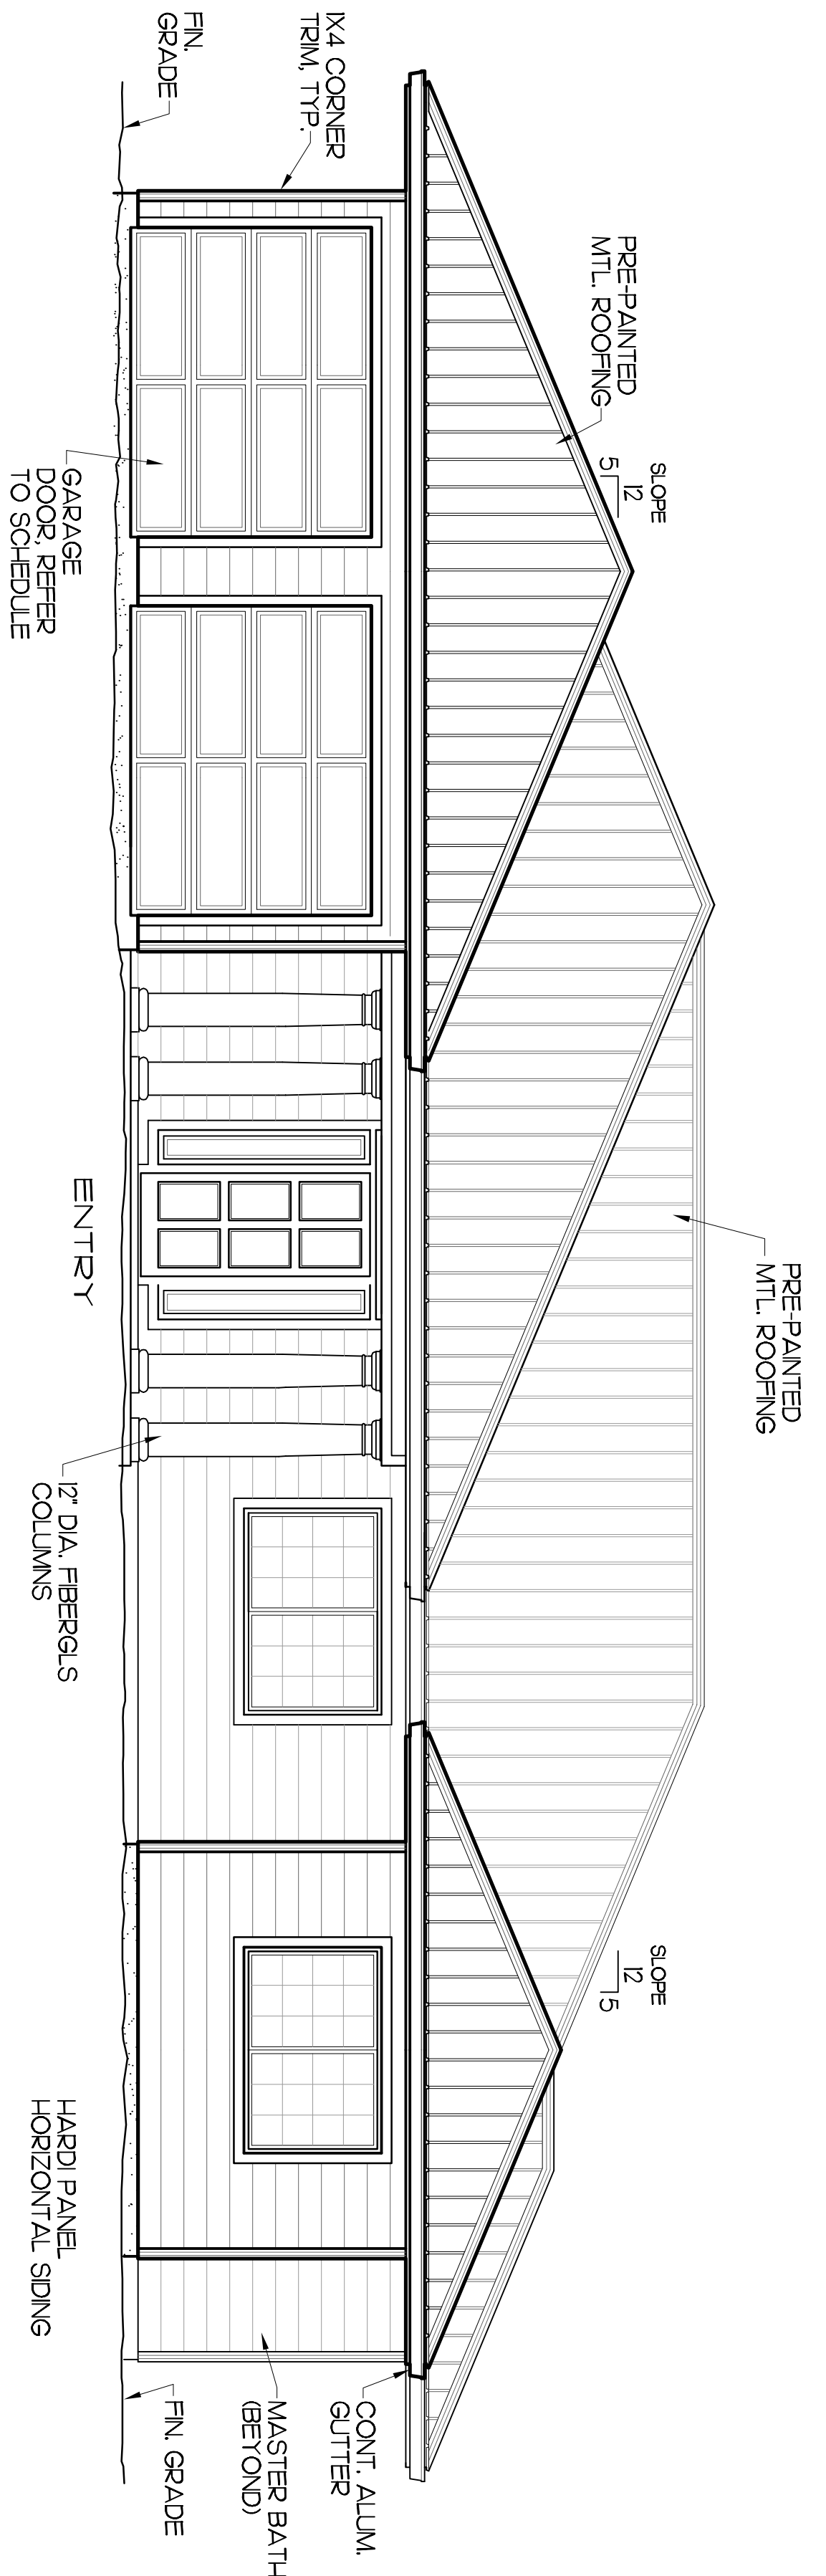 PRE-PAINTED
MTL. ROOFING
PRE-PAINTED
MTL. ROOFING
SLOPE
12
5
SLOPE
12
5
1X4 CORNER
TRIM, TYP.
CONT. ALUM.
GUTTER
MASTER BATH
(BEYOND)
FIN.
GRADE
FIN. GRADE
GARAGE
DOOR, REFER
TO SCHEDULE
ENTRY
12" DIA. FIBERGLS
COLUMNS
HARDI PANEL
HORIZONTAL SIDING